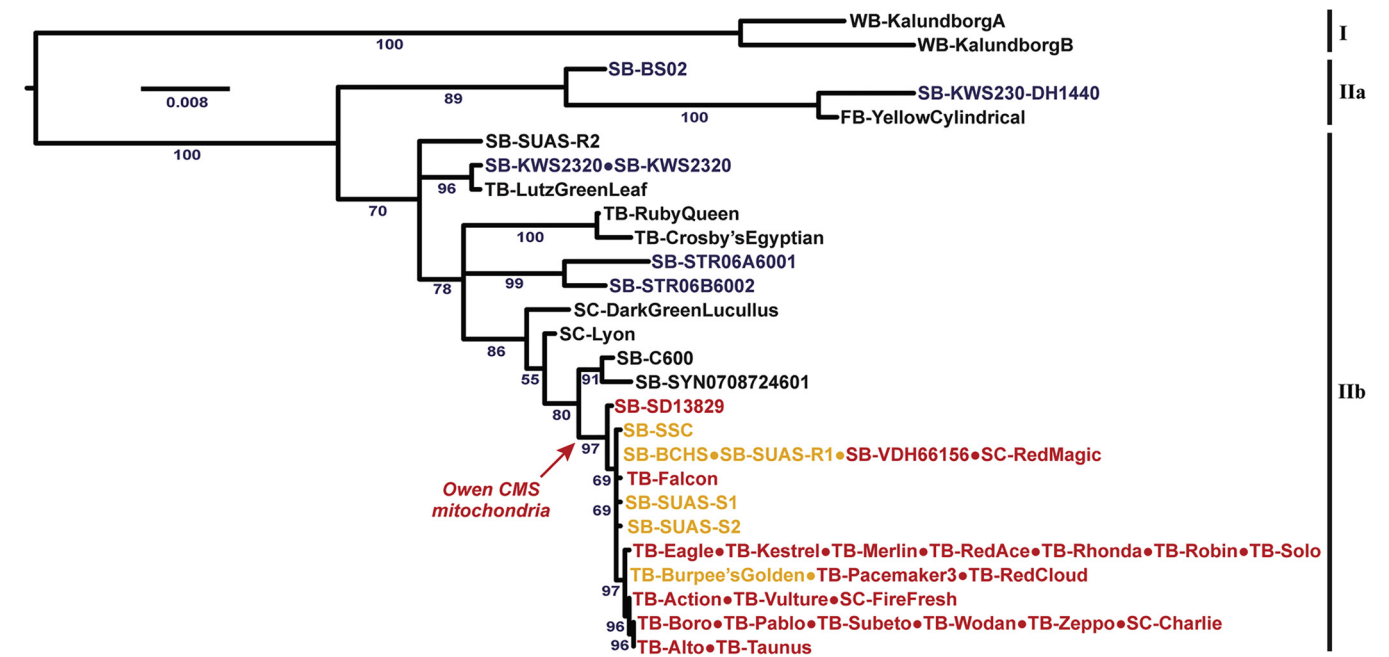 WB-KalundborgA
I
WB-KalundborgB
100
SB-BS02
0.008
89
SB-KWS230-DH1440
IIa
100
FB-YellowCylindrical
100
SB-SUAS-R2
SB-KWS2320●SB-KWS2320
96
TB-LutzGreenLeaf
70
TB-RubyQueen
100
TB-Crosby’sEgyptian
SB-STR06A6001
99
SB-STR06B6002
78
SC-DarkGreenLucullus
SC-Lyon
86
SB-C600
55
91
SB-SYN0708724601
IIb
80
SB-SD13829
SB-SSC
97
SB-BCHS●SB-SUAS-R1●SB-VDH66156●SC-RedMagic
69
TB-Falcon
Owen CMS
mitochondria
SB-SUAS-S1
69
SB-SUAS-S2
TB-Eagle●TB-Kestrel●TB-Merlin●TB-RedAce●TB-Rhonda●TB-Robin●TB-Solo
TB-Burpee’sGolden●TB-Pacemaker3●TB-RedCloud
97
TB-Action●TB-Vulture●SC-FireFresh
96
TB-Boro●TB-Pablo●TB-Subeto●TB-Wodan●TB-Zeppo●SC-Charlie
96
TB-Alto●TB-Taunus